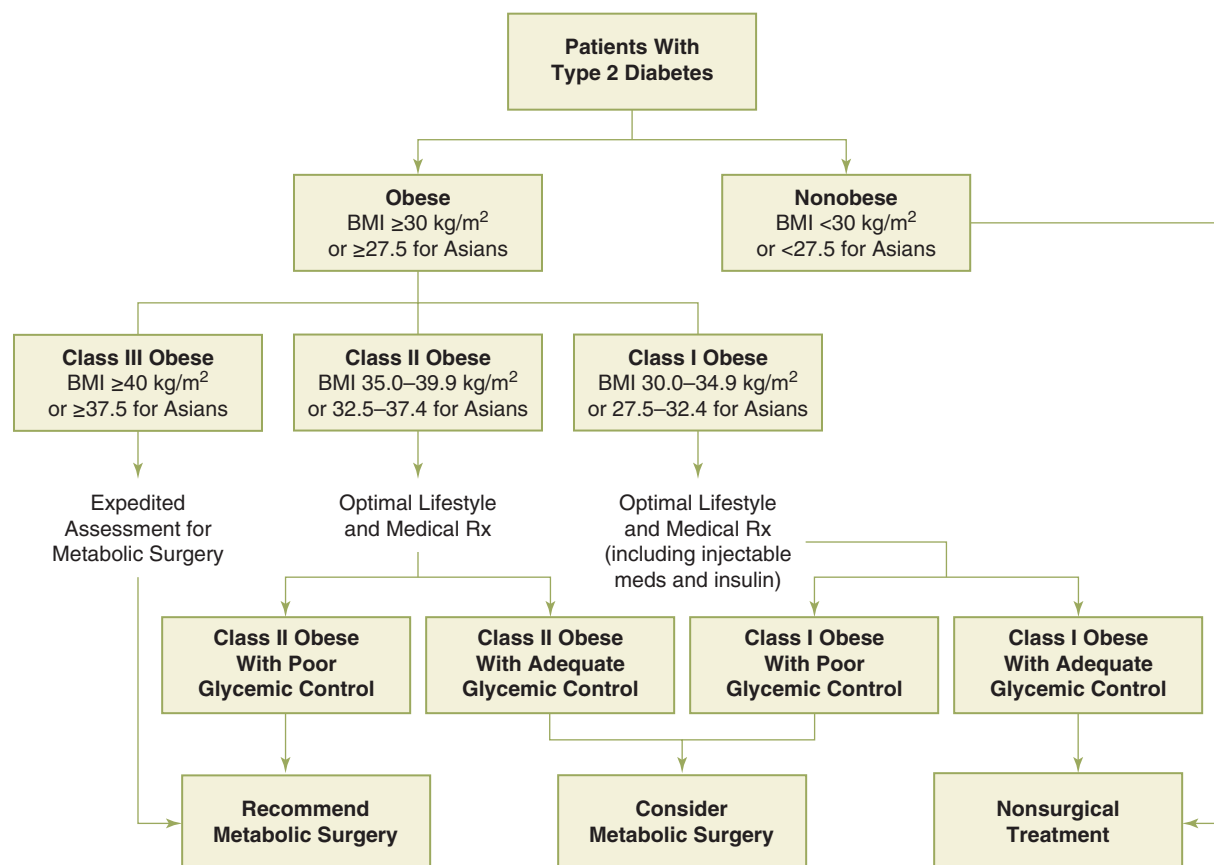 Patients With
Type 2 Diabetes
Obese
BMI ≥30 kg/m²
or ≥27.5 for Asians
Nonobese
BMI <30 kg/m²
or <27.5 for Asians
Class III Obese
BMI ≥40 kg/m²
or ≥37.5 for Asians
Class II Obese
BMI 35.0–39.9 kg/m²
or 32.5–37.4 for Asians
Class I Obese
BMI 30.0–34.9 kg/m²
or 27.5–32.4 for Asians
Expedited
Assessment for
Metabolic Surgery
Optimal Lifestyle
and Medical Rx
Optimal Lifestyle
and Medical Rx
(including injectable
meds and insulin)
Class II Obese
With Poor
Glycemic Control
Class II Obese
With Adequate
Glycemic Control
Class I Obese
With Poor
Glycemic Control
Class I Obese
With Adequate
Glycemic Control
Recommend
Metabolic Surgery
Consider
Metabolic Surgery
Nonsurgical
Treatment